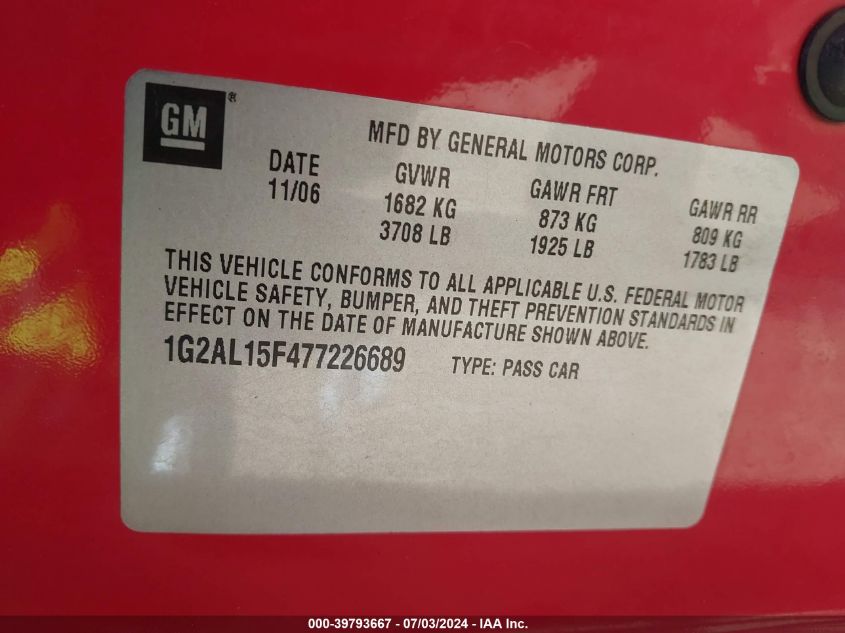 GM ®
MFD BY GENERAL MOTORS CORP.
DATE GVWR GAWR FRT GAWR RR
11/06 1682 KG 873 KG 809 KG
3708 LB 1925 LB 1783 LB
THIS VEHICLE CONFORMS TO ALL APPLICABLE U.S. FEDERAL MOTOR
VEHICLE SAFETY, BUMPER, AND THEFT PREVENTION STANDARDS IN
EFFECT ON THE DATE OF MANUFACTURE SHOWN ABOVE.
1G2AL15F477226689 TYPE: PASS CAR
000-39793667 - 07/03/2024 - IAA Inc.